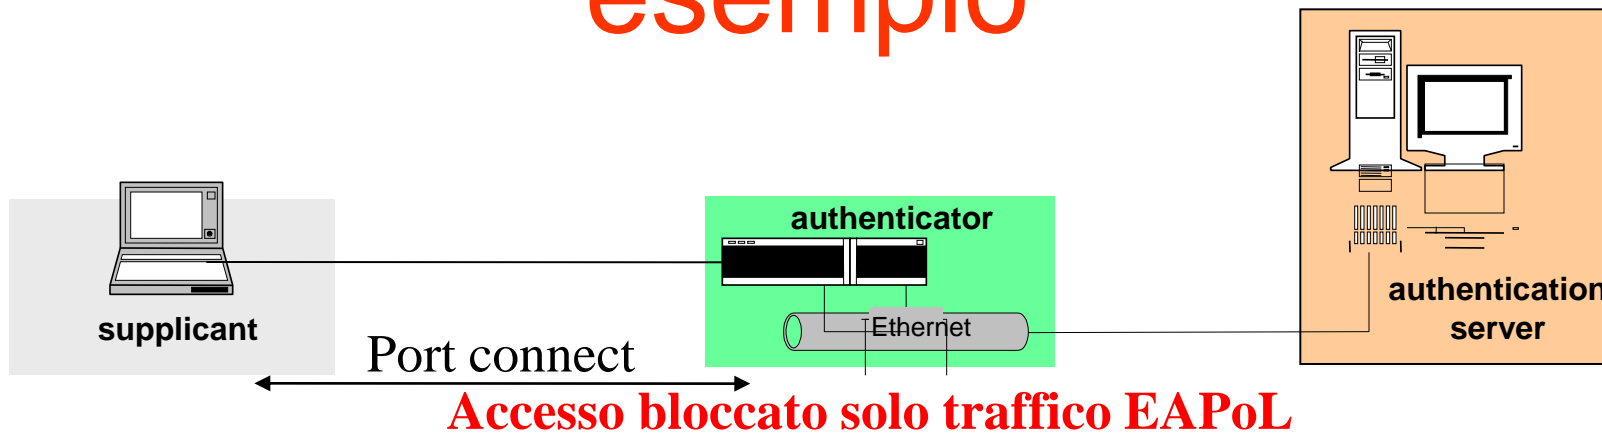 esempio
authenticator
Ethernet
supplicant
authentication
server
Port connect
Accesso bloccato solo traffico EAPoL